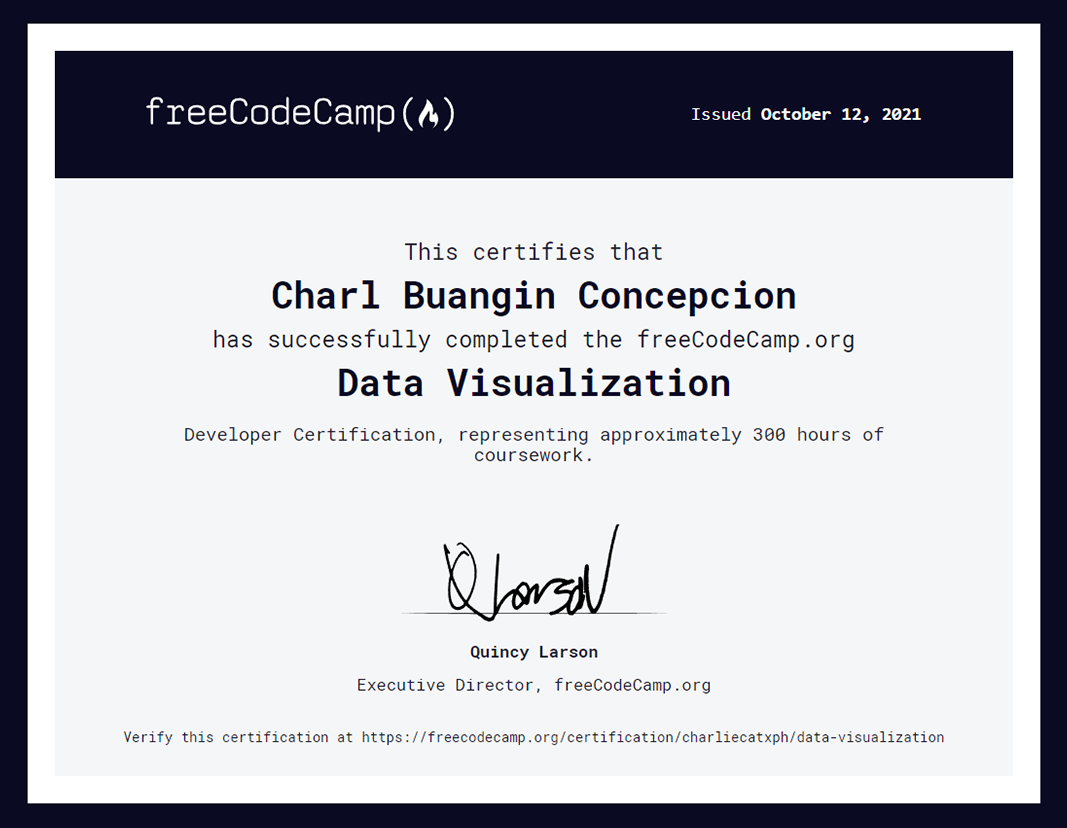 freeCodeCamp
Issued October 12, 2021
This certifies that
Charl Buangin Concepcion
has successfully completed the freeCodeCamp.org
Data Visualization
Developer Certification, representing approximately 300 hours of
coursework.
Q Larson
Quincy Larson
Executive Director, freeCodeCamp.org
Verify this certification at https://freecodecamp.org/certification/charliecatxph/data-visualization